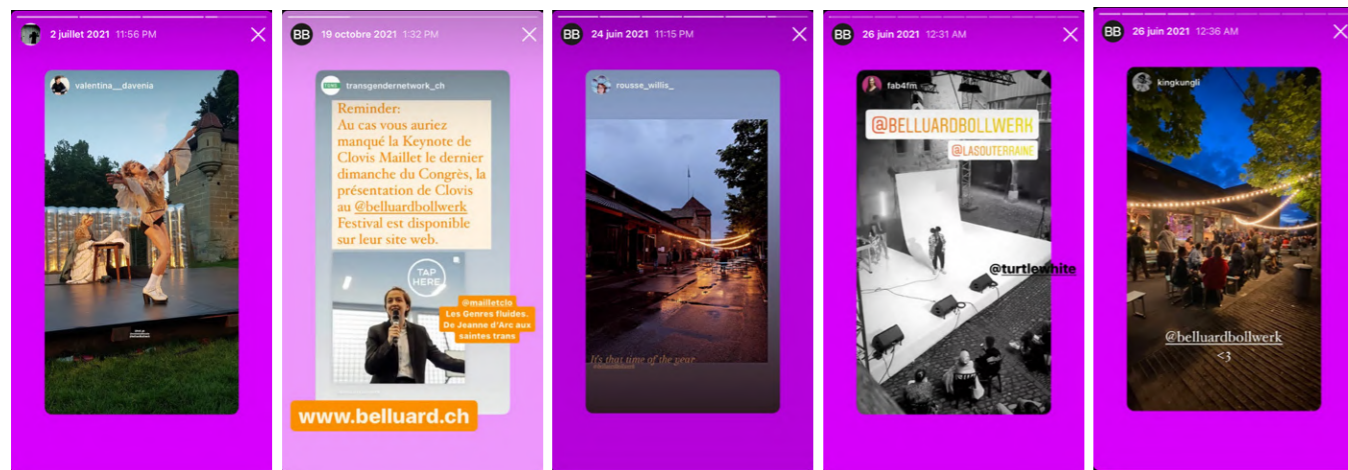 2 juillet 2021 11:56 PM
valentina__davenia
BB 19 octobre 2021 1:32 PM
transgendernetwork_ch
Reminder:
Au cas vous auriez
manqué la Keynote de
Clovis Maillet le dernier
dimanche du Congrès, la
présentation de Clovis
au @belluardbollwerk
Festival est disponible
sur leur site web.
TAP
HERE
@mailletclo
Les Genres fluides.
De Jeanne d'Arc aux
saintes trans
www.belluard.ch
BB 24 juin 2021 11:15 PM
rousse_willis_
It's that time of the year
@belluardbollwerk
BB 26 juin 2021 12:31 AM
fab4fm
@BELLUARDBOLLWERK
@LASOUTERRAINE
@turtlewhite
BB 26 juin 2021 12:36 AM
kingkungli
@belluardbollwerk
<3